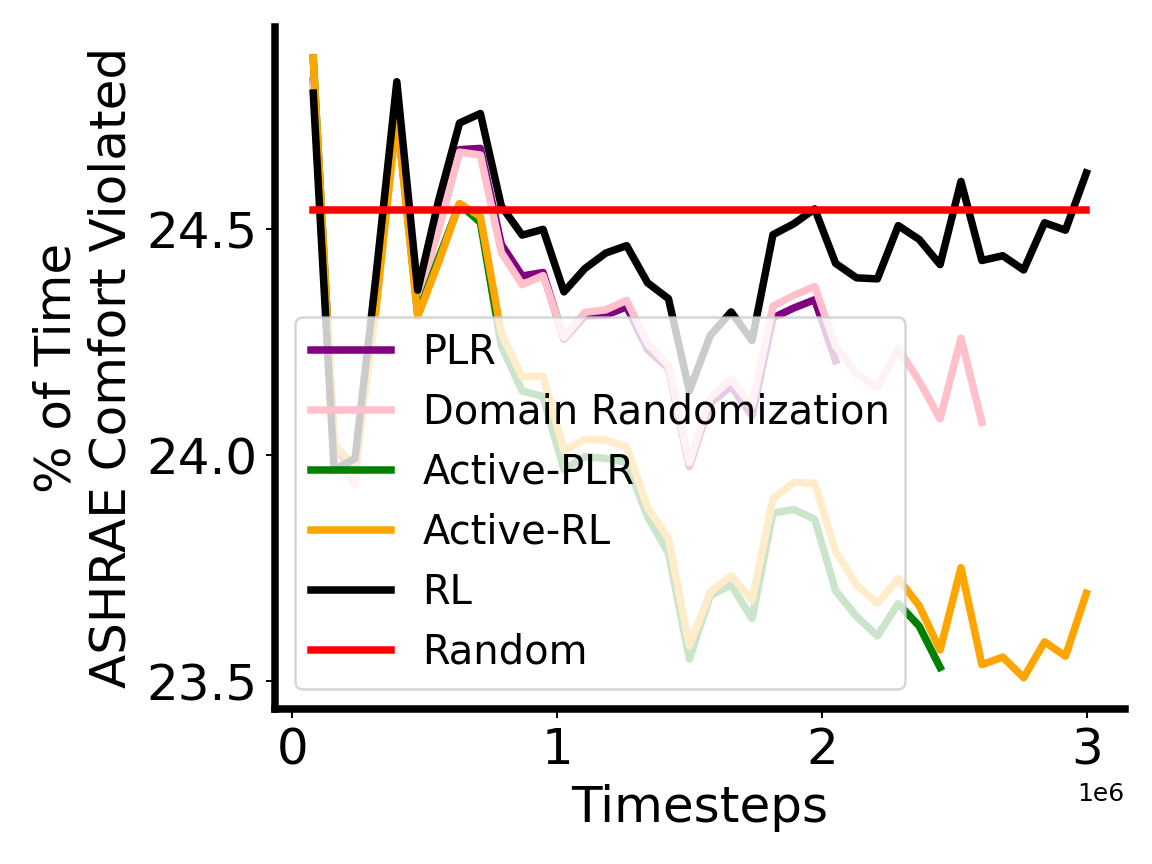 % of Time
ASHRAE Comfort Violated
24.5
24.0
23.5
PLR
Domain Randomization
Active-PLR
Active-RL
RL
Random
0
1
2
3
1e6
Timesteps